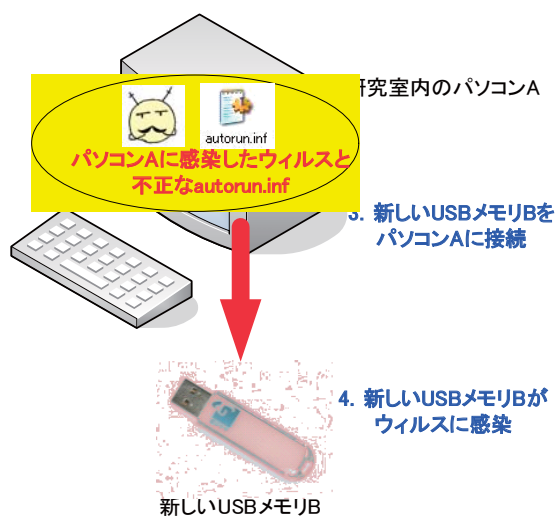 研究室内のパソコンA
autorun.inf
パソコンAに感染したウィルスと
不正なautorun.inf
3. 新しいUSBメモリBを
パソコンAに接続
4. 新しいUSBメモリBが
ウィルスに感染
新しいUSBメモリB